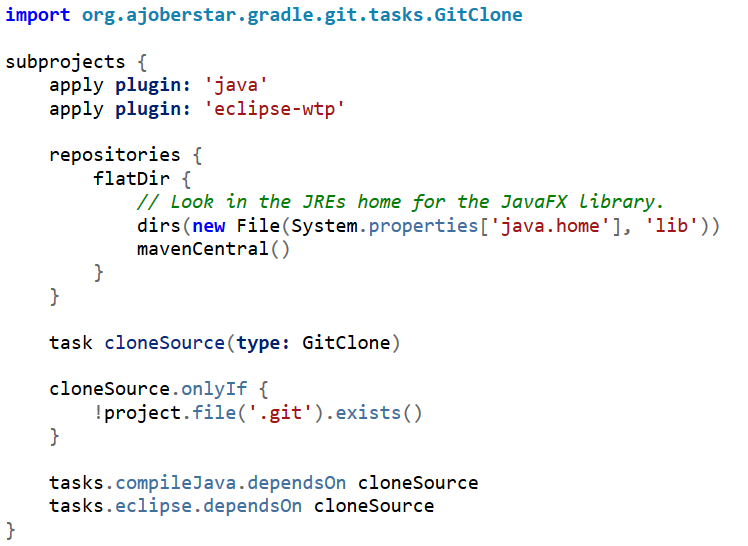 import org.ajoberstar.gradle.git.tasks.GitClone

subprojects {
    apply plugin: 'java'
    apply plugin: 'eclipse-wtp'

    repositories {
        flatDir {
            // Look in the JREs home for the JavaFX library.
            dirs(new File(System.properties['java.home'], 'lib'))
            mavenCentral()
        }
    }

    task cloneSource(type: GitClone)

    cloneSource.onlyIf {
        !project.file('.git').exists()
    }

    tasks.compileJava.dependsOn cloneSource
    tasks.eclipse.dependsOn cloneSource
}